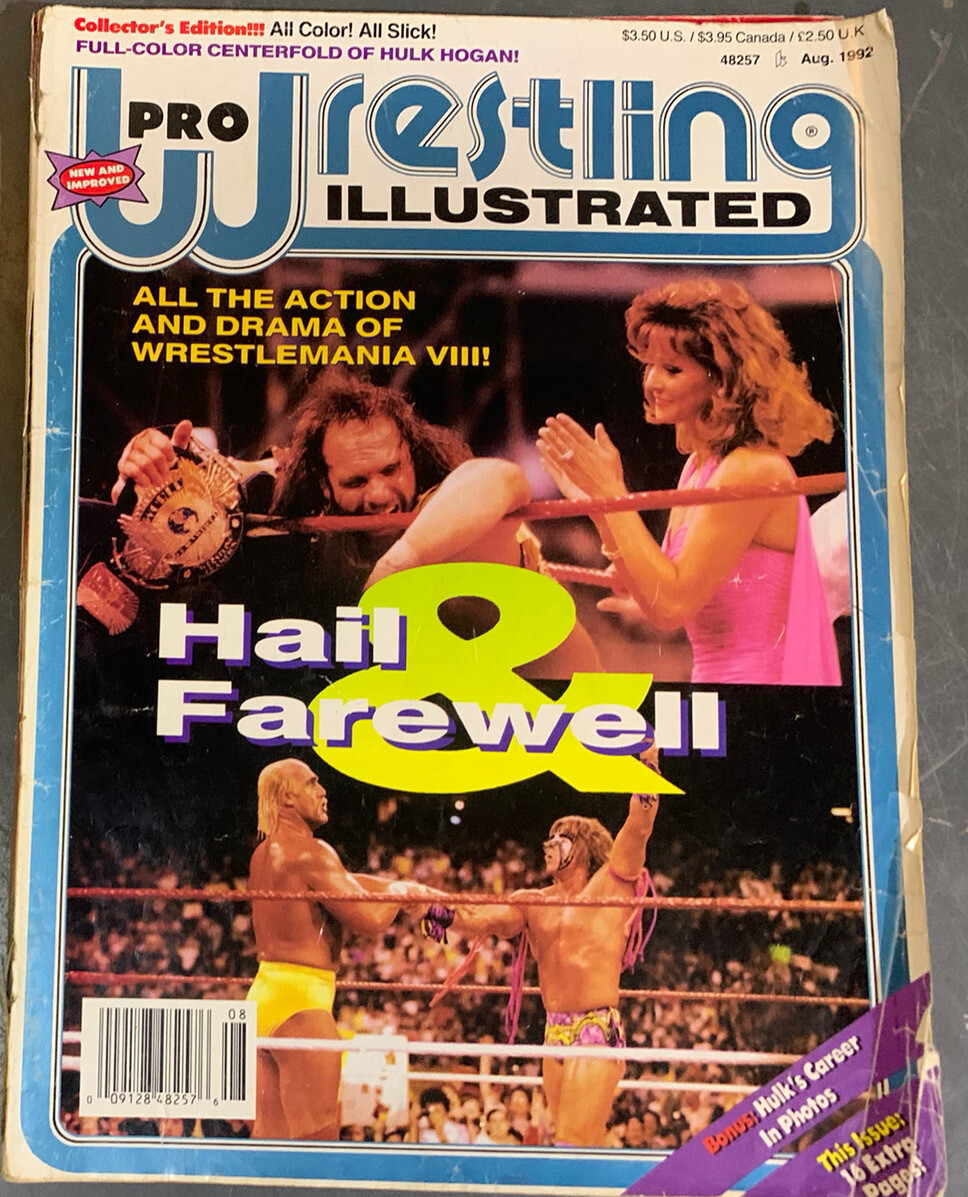 Collector's Edition!!! All Color! All Slick!
FULL-COLOR CENTERFOLD OF HULK HOGAN!
$3.50 U.S. / $3.95 Canada / £2.50 U.K
48257 Aug. 1992
PRO
Wrestling®
ILLUSTRATED
NEW AND
IMPROVED
ALL THE ACTION
AND DRAMA OF
WRESTLEMANIA VIII!
Hail
&
Farewell
08
0 09128 48257 6
Bonus: Hulk's Career
In Photos
This Issue:
16 Extra
Pages!